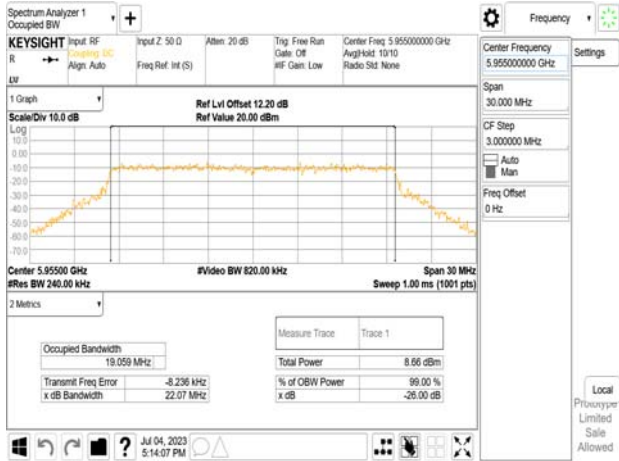 Spectrum Analyzer 1
Occupied BW
+
Frequency
KEYSIGHT Input: RF
R
Coupling: DC
Align: Auto
LXI
Input Z: 50 Ω
Freq Ref: Int (S)
Atten: 20 dB
Trig: Free Run
Gate: Off
#IF Gain: Low
Center Freq: 5.955000000 GHz
Avg|Hold: 10/10
Radio Std: None
Center Frequency
5.955000000 GHz
Settings
Span
30.000 MHz
CF Step
3.000000 MHz
Auto
Man
Freq Offset
0 Hz
1 Graph
Scale/Div 10.0 dB
Ref Lvl Offset 12.20 dB
Ref Value 20.00 dBm
Log
10.0
0.00
-10.0
-20.0
-30.0
-40.0
-50.0
-60.0
-70.0
Center 5.95500 GHz
#Res BW 240.00 kHz
#Video BW 820.00 kHz
Span 30 MHz
Sweep 1.00 ms (1001 pts)
2 Metrics
Measure Trace Trace 1
Occupied Bandwidth
19.059 MHz
Total Power 8.66 dBm
Transmit Freq Error -8.236 kHz
% of OBW Power 99.00 %
x dB Bandwidth 22.07 MHz
x dB -26.00 dB
Local
Prototype
Limited
Sale
Allowed
?
Jul 04, 2023
5:14:07 PM